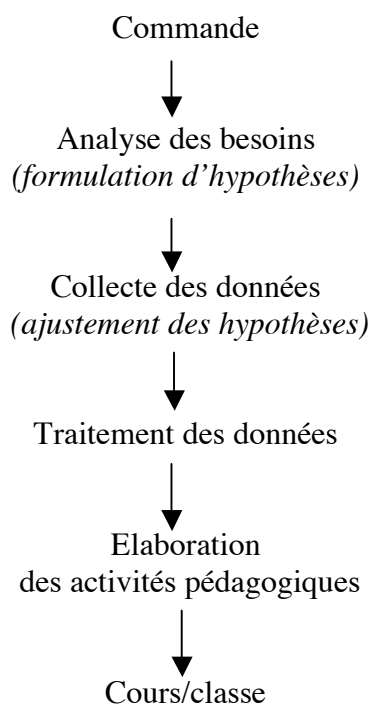 Commande
Analyse des besoins
(formulation d’hypothèses)
Collecte des données
(ajustement des hypothèses)
Traitement des données
Elaboration
des activités pédagogiques
Cours/classe